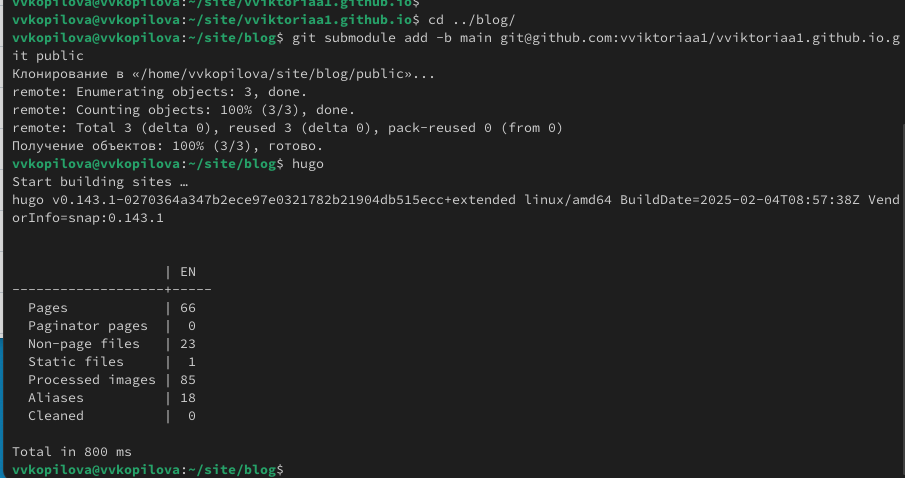 vvkopilova@vvkopilova:~/site/vviktoriaa1.github.io$
vvkopilova@vvkopilova:~/site/vviktoriaa1.github.io$ cd ../blog/
vvkopilova@vvkopilova:~/site/blog$ git submodule add -b main git@github.com:vviktoriaa1/vviktoriaa1.github.io.g
it public
Клонирование в «/home/vvkopilova/site/blog/public»...
remote: Enumerating objects: 3, done.
remote: Counting objects: 100% (3/3), done.
remote: Total 3 (delta 0), reused 3 (delta 0), pack-reused 0 (from 0)
Получение объектов: 100% (3/3), готово.
vvkopilova@vvkopilova:~/site/blog$ hugo
Start building sites …
hugo v0.143.1-0270364a347b2ece97e0321782b21904db515ecc+extended linux/amd64 BuildDate=2025-02-04T08:57:38Z Vend
orInfo=snap:0.143.1
                   | EN
-------------------+-----
  Pages            | 66
  Paginator pages  |  0
  Non-page files   | 23
  Static files     |  1
  Processed images | 85
  Aliases          | 18
  Cleaned          |  0
Total in 800 ms
vvkopilova@vvkopilova:~/site/blog$